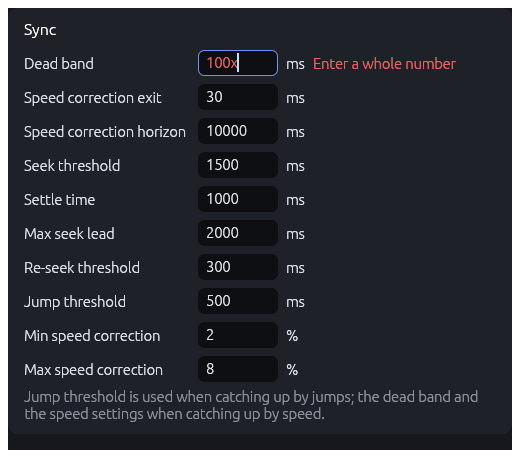 Sync
Dead band 100x ms Enter a whole number
Speed correction exit 30 ms
Speed correction horizon 10000 ms
Seek threshold 1500 ms
Settle time 1000 ms
Max seek lead 2000 ms
Re-seek threshold 300 ms
Jump threshold 500 ms
Min speed correction 2 %
Max speed correction 8 %
Jump threshold is used when catching up by jumps; the dead band and
the speed settings when catching up by speed.